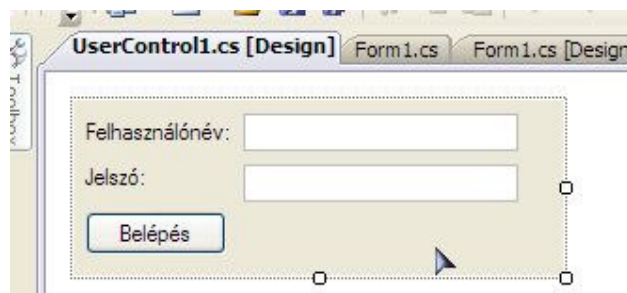 UserControl1.cs [Design] Form1.cs Form1.cs [Design
Toolbox
Felhasználónév:
Jelszó:
Belépés